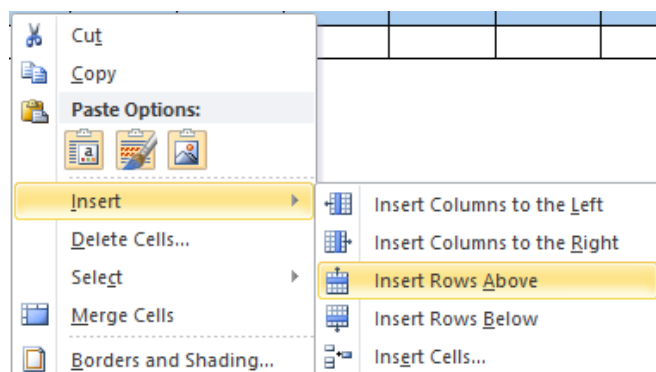 Cut
Copy
Paste Options:
a
Insert
Delete Cells...
Select
Merge Cells
Borders and Shading...
Insert Columns to the Left
Insert Columns to the Right
Insert Rows Above
Insert Rows Below
Insert Cells...